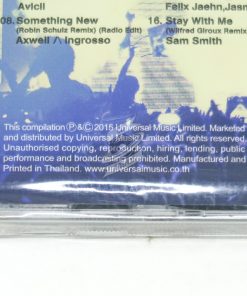 Avicii
Felix Jaehn,Jasm
08.Something New
(Robin Schulz Remix) (Radio Edit)
Axwell /\ Ingrosso
16. Stay With Me
(Wilfred Giroux Remix)
Sam Smith
This compilation Ⓟ&© 2015 Universal Music Limited. Marketed
and distributed by Universal Music Limited. All rights reserved.
Unauthorised copying, reproduction, hiring, lending, public
performance and broadcasting prohibited. Manufactured and
Printed in Thailand. www.universalmusic.co.th